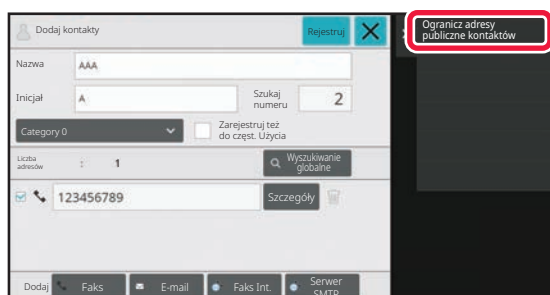 Dodaj kontakty
Rejestruj
Ogranicz adresy
publiczne kontaktów
Nazwa
AAA
Inicjał
A
Szukaj
numeru
2
Category 0
Zarejestruj też
do częst. Użycia
Liczba
adresów
:
1
Wyszukiwanie
globalne
123456789
Szczegóły
Dodaj
Faks
E-mail
Faks Int.
Serwer
SMTP